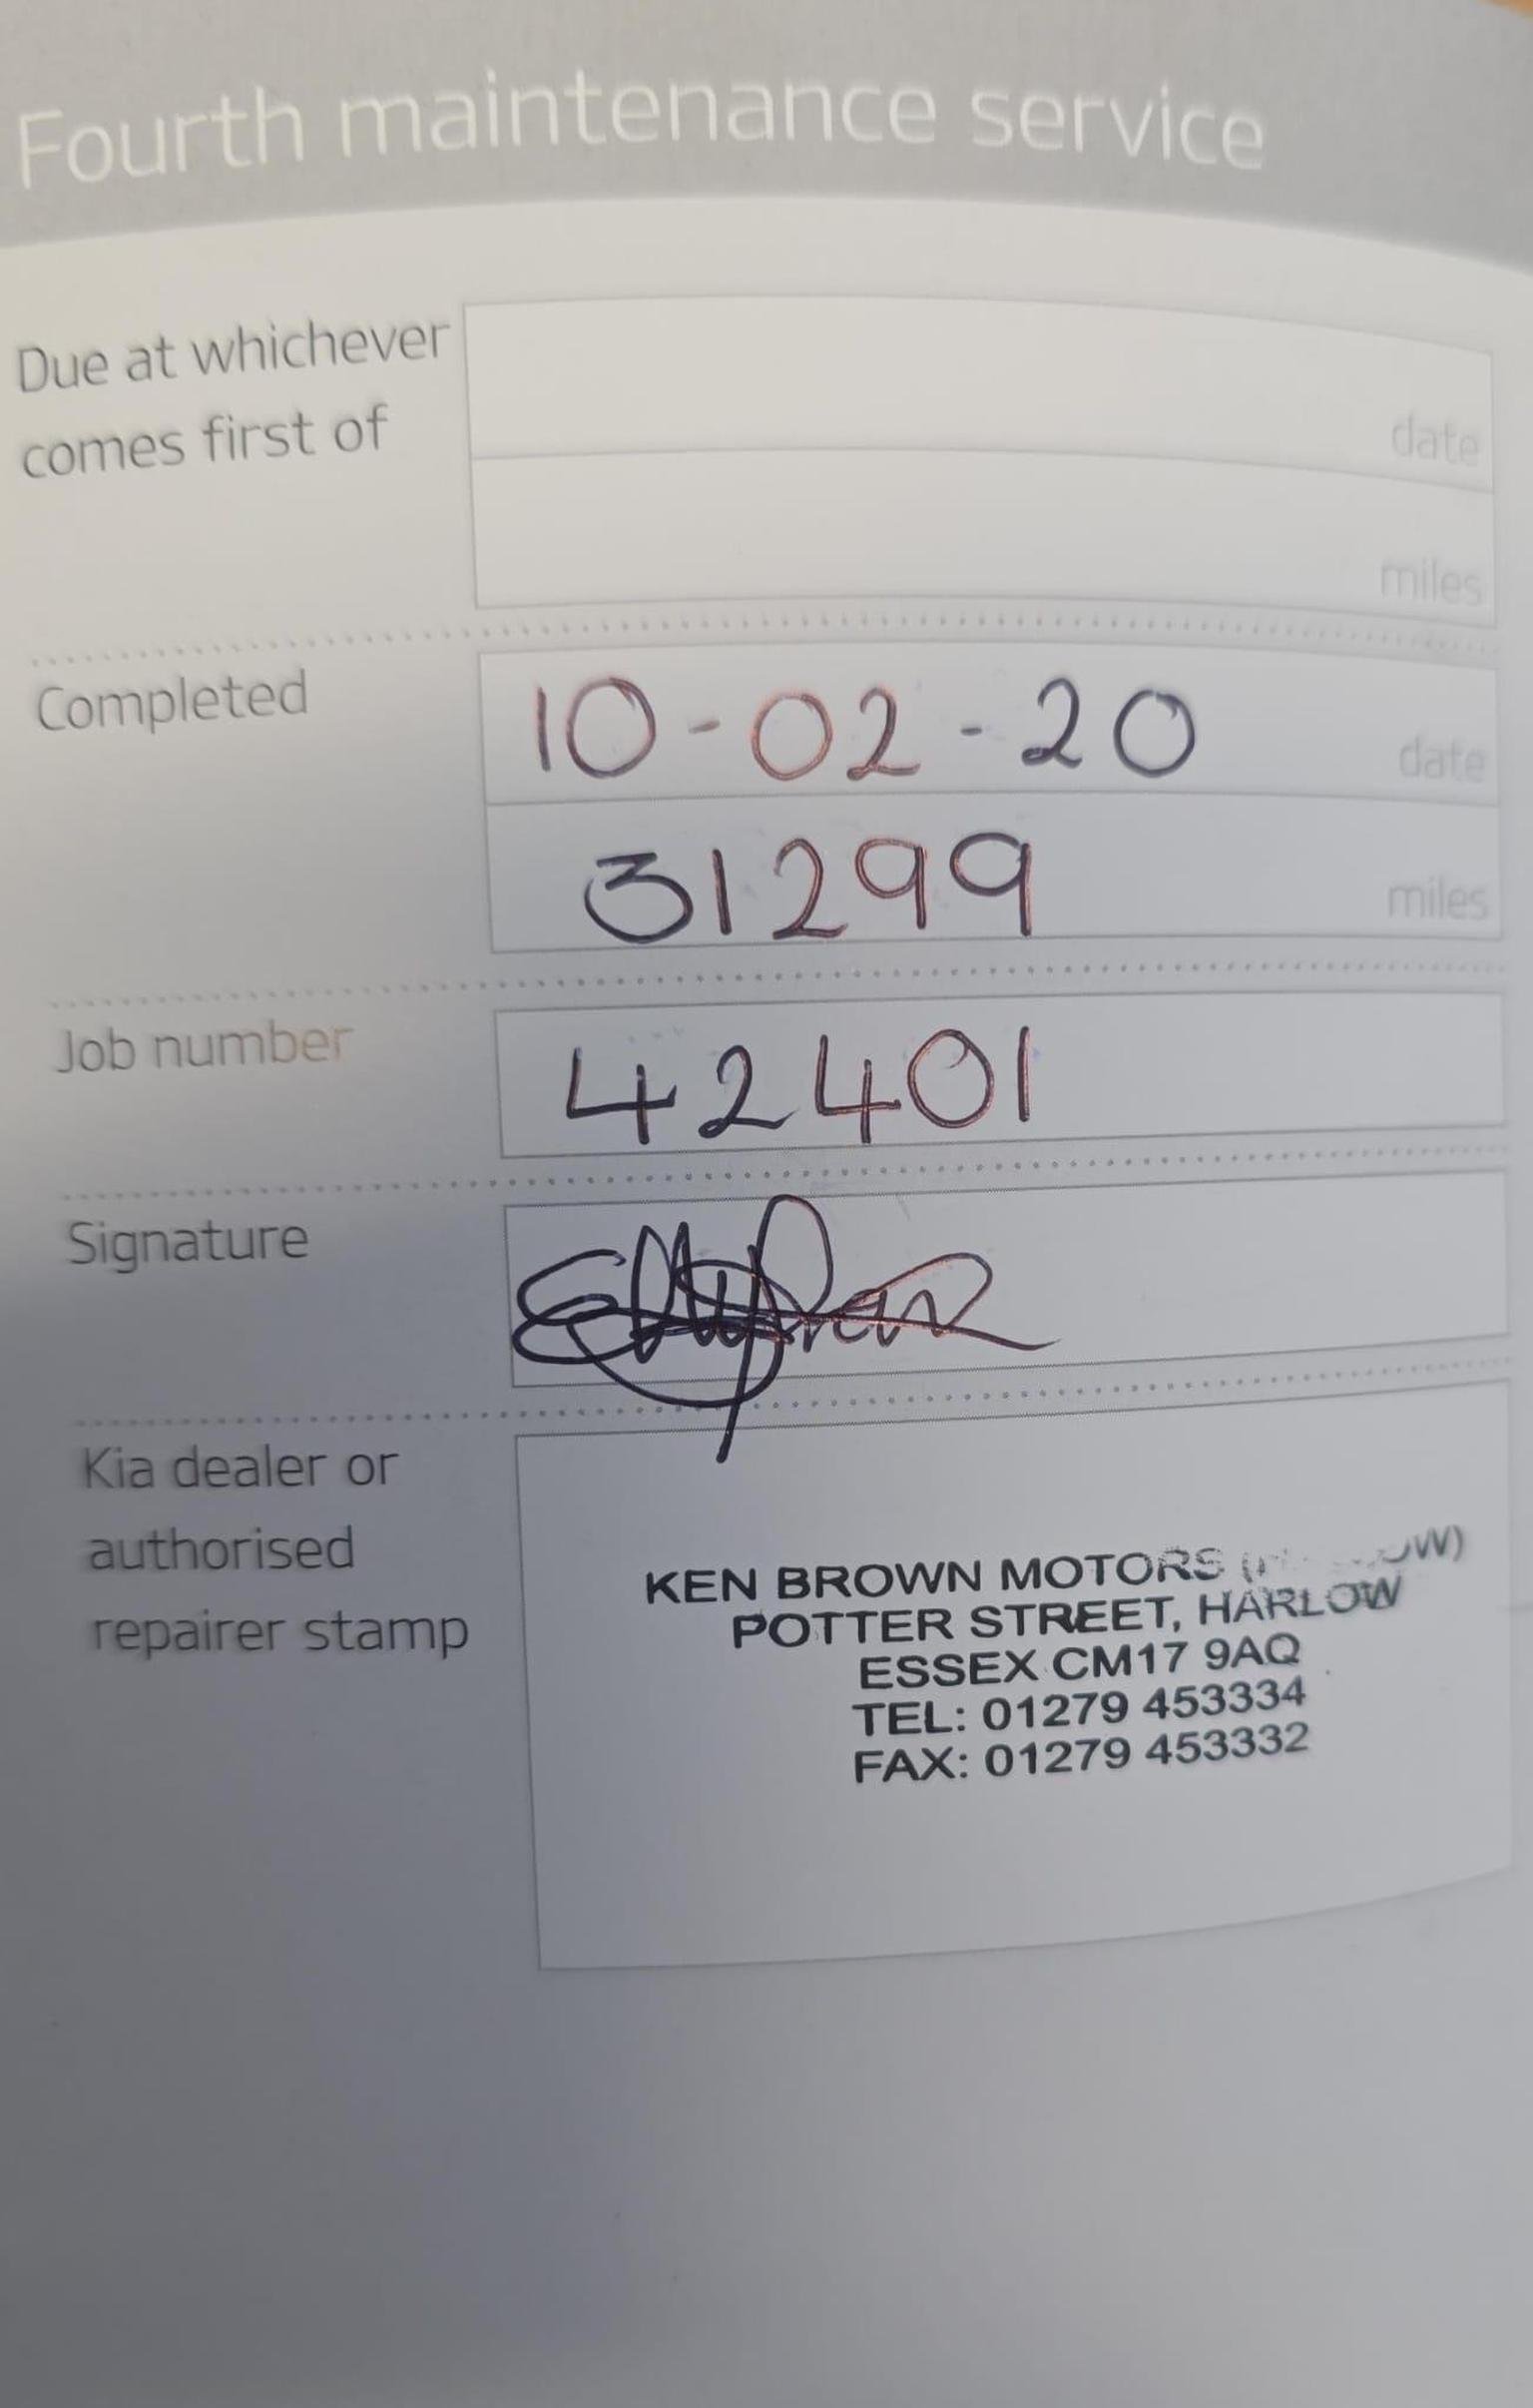 Fourth maintenance service
Due at whichever
comes first of
date
miles
Completed
10-02-20
date
31299
miles
Job number
42401
Signature
Kia dealer or
authorised
repairer stamp
KEN BROWN MOTORS
POTTER STREET, HARLOW
ESSEX CM17 9AQ
TEL: 01279 453334
FAX: 01279 453332